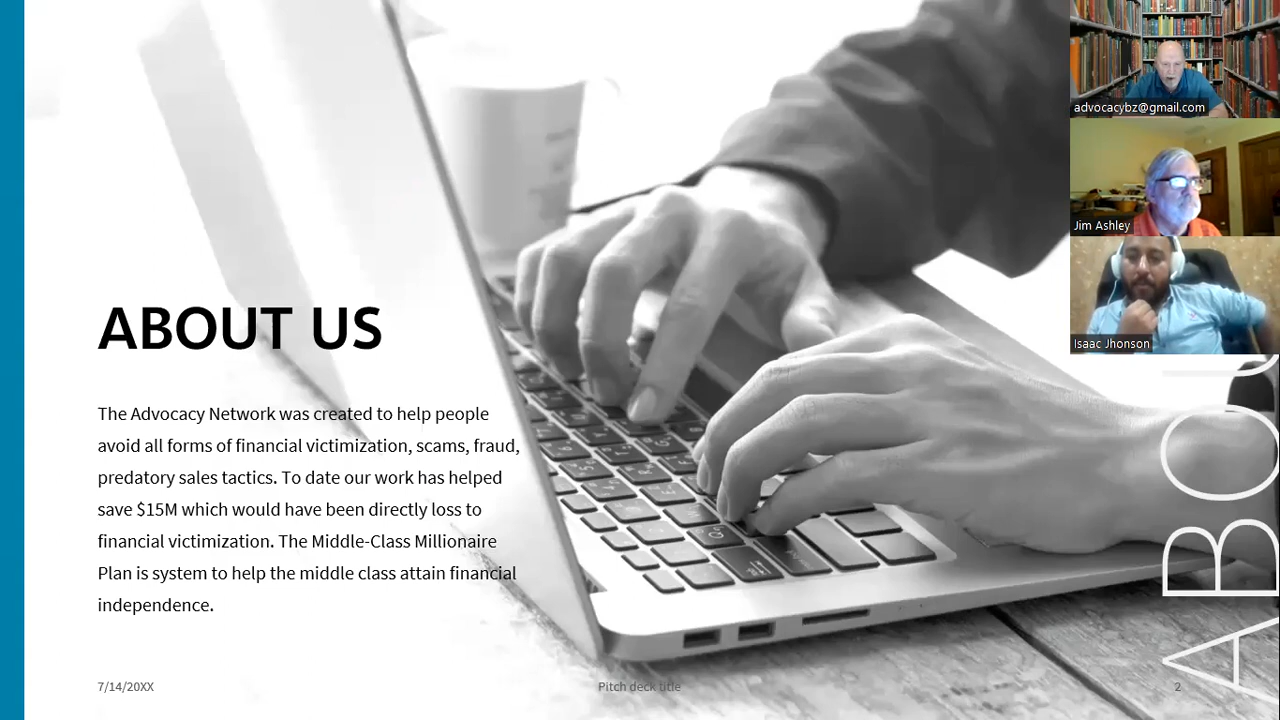 advocacybz@gmail.com
Jim Ashley
Isaac Jhonson
ABOUT US
The Advocacy Network was created to help people
avoid all forms of financial victimization, scams, fraud,
predatory sales tactics. To date our work has helped
save $15M which would have been directly loss to
financial victimization. The Middle-Class Millionaire
Plan is system to help the middle class attain financial
independence.
7/14/20XX
Pitch deck title
2